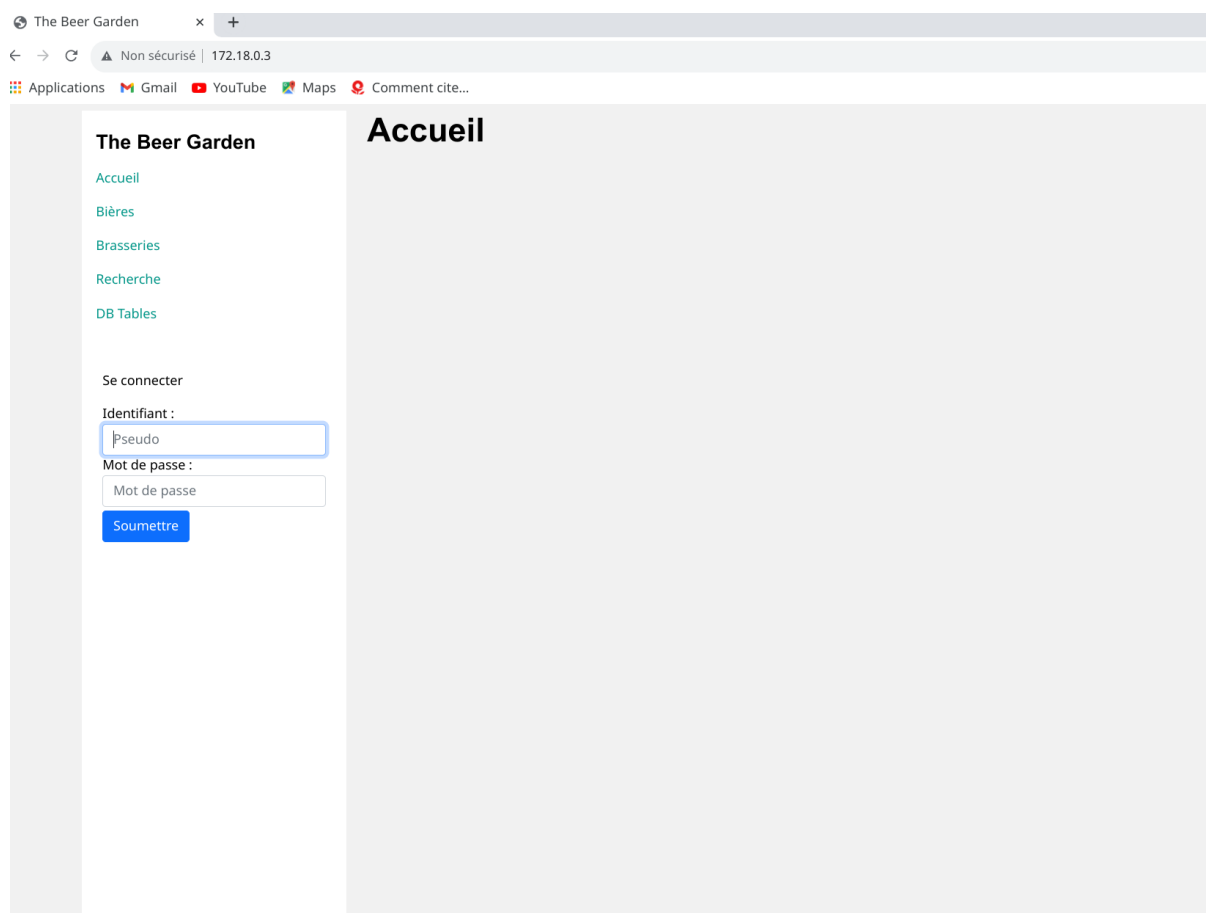 The Beer Garden
Non sécurisé 172.18.0.3
Applications Gmail YouTube Maps Comment cite...
The Beer Garden
Accueil
Bières
Brasseries
Recherche
DB Tables
Se connecter
Identifiant :
Pseudo
Mot de passe :
Mot de passe
Soumettre
Accueil